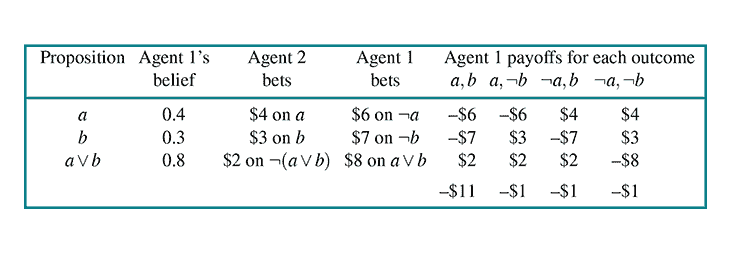 Proposition Agent 1's Agent 2 Agent 1 Agent 1 payoffs for each outcome
belief bets bets a, b a, ¬b ¬a, b ¬a, ¬b
a 0.4 $4 on a $6 on ¬a –$6 –$6 $4 $4
b 0.3 $3 on b $7 on ¬b –$7 $3 –$7 $3
a ∨ b 0.8 $2 on ¬(a ∨ b) $8 on a ∨ b $2 $2 $2 –$8
–$11 –$1 –$1 –$1